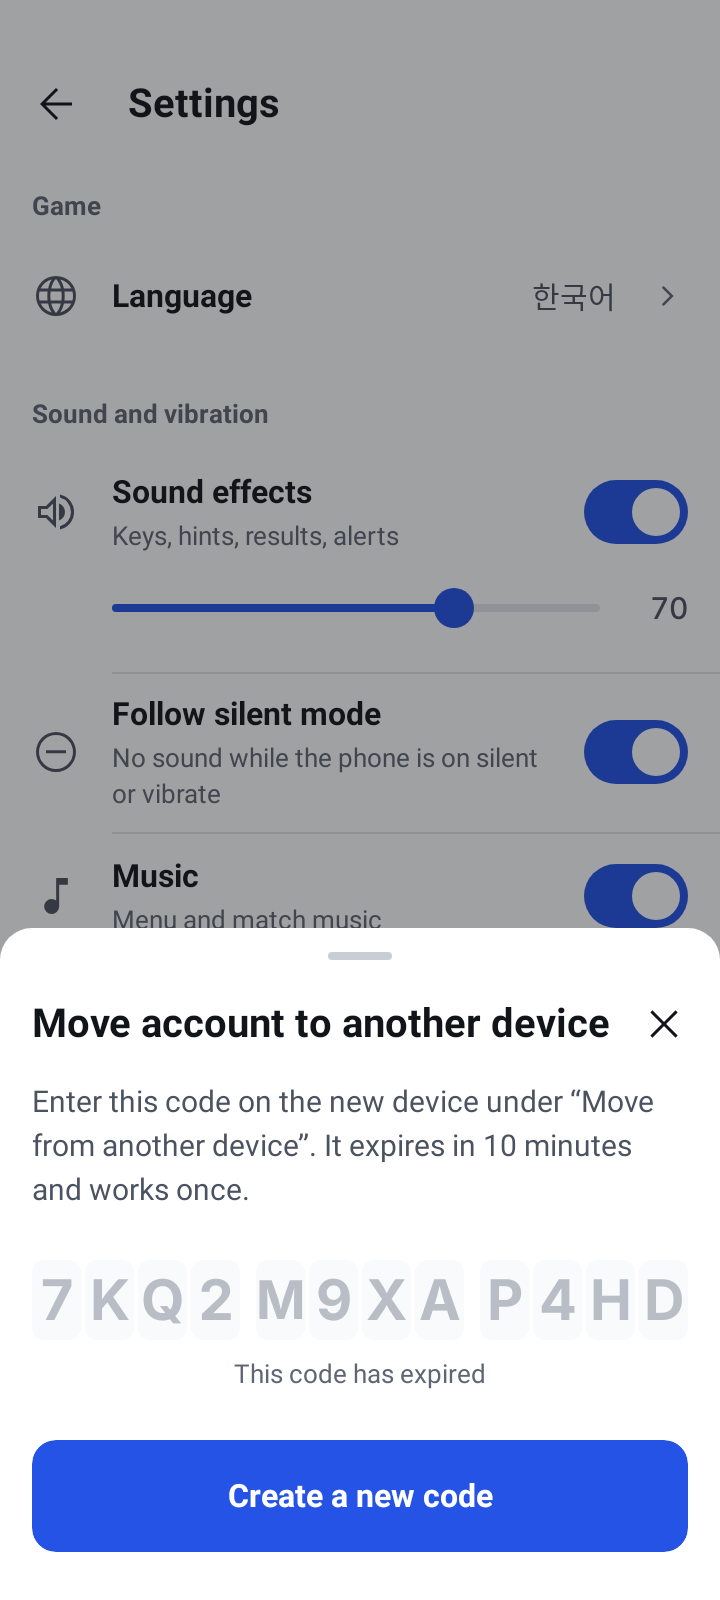 Settings
Game
Language
한국어
Sound and vibration
Sound effects
Keys, hints, results, alerts
70
Follow silent mode
No sound while the phone is on silent
or vibrate
Music
Menu and match music
Move account to another device
Enter this code on the new device under “Move
from another device”. It expires in 10 minutes
and works once.
7KQ2 M9XA P4HD
This code has expired
Create a new code